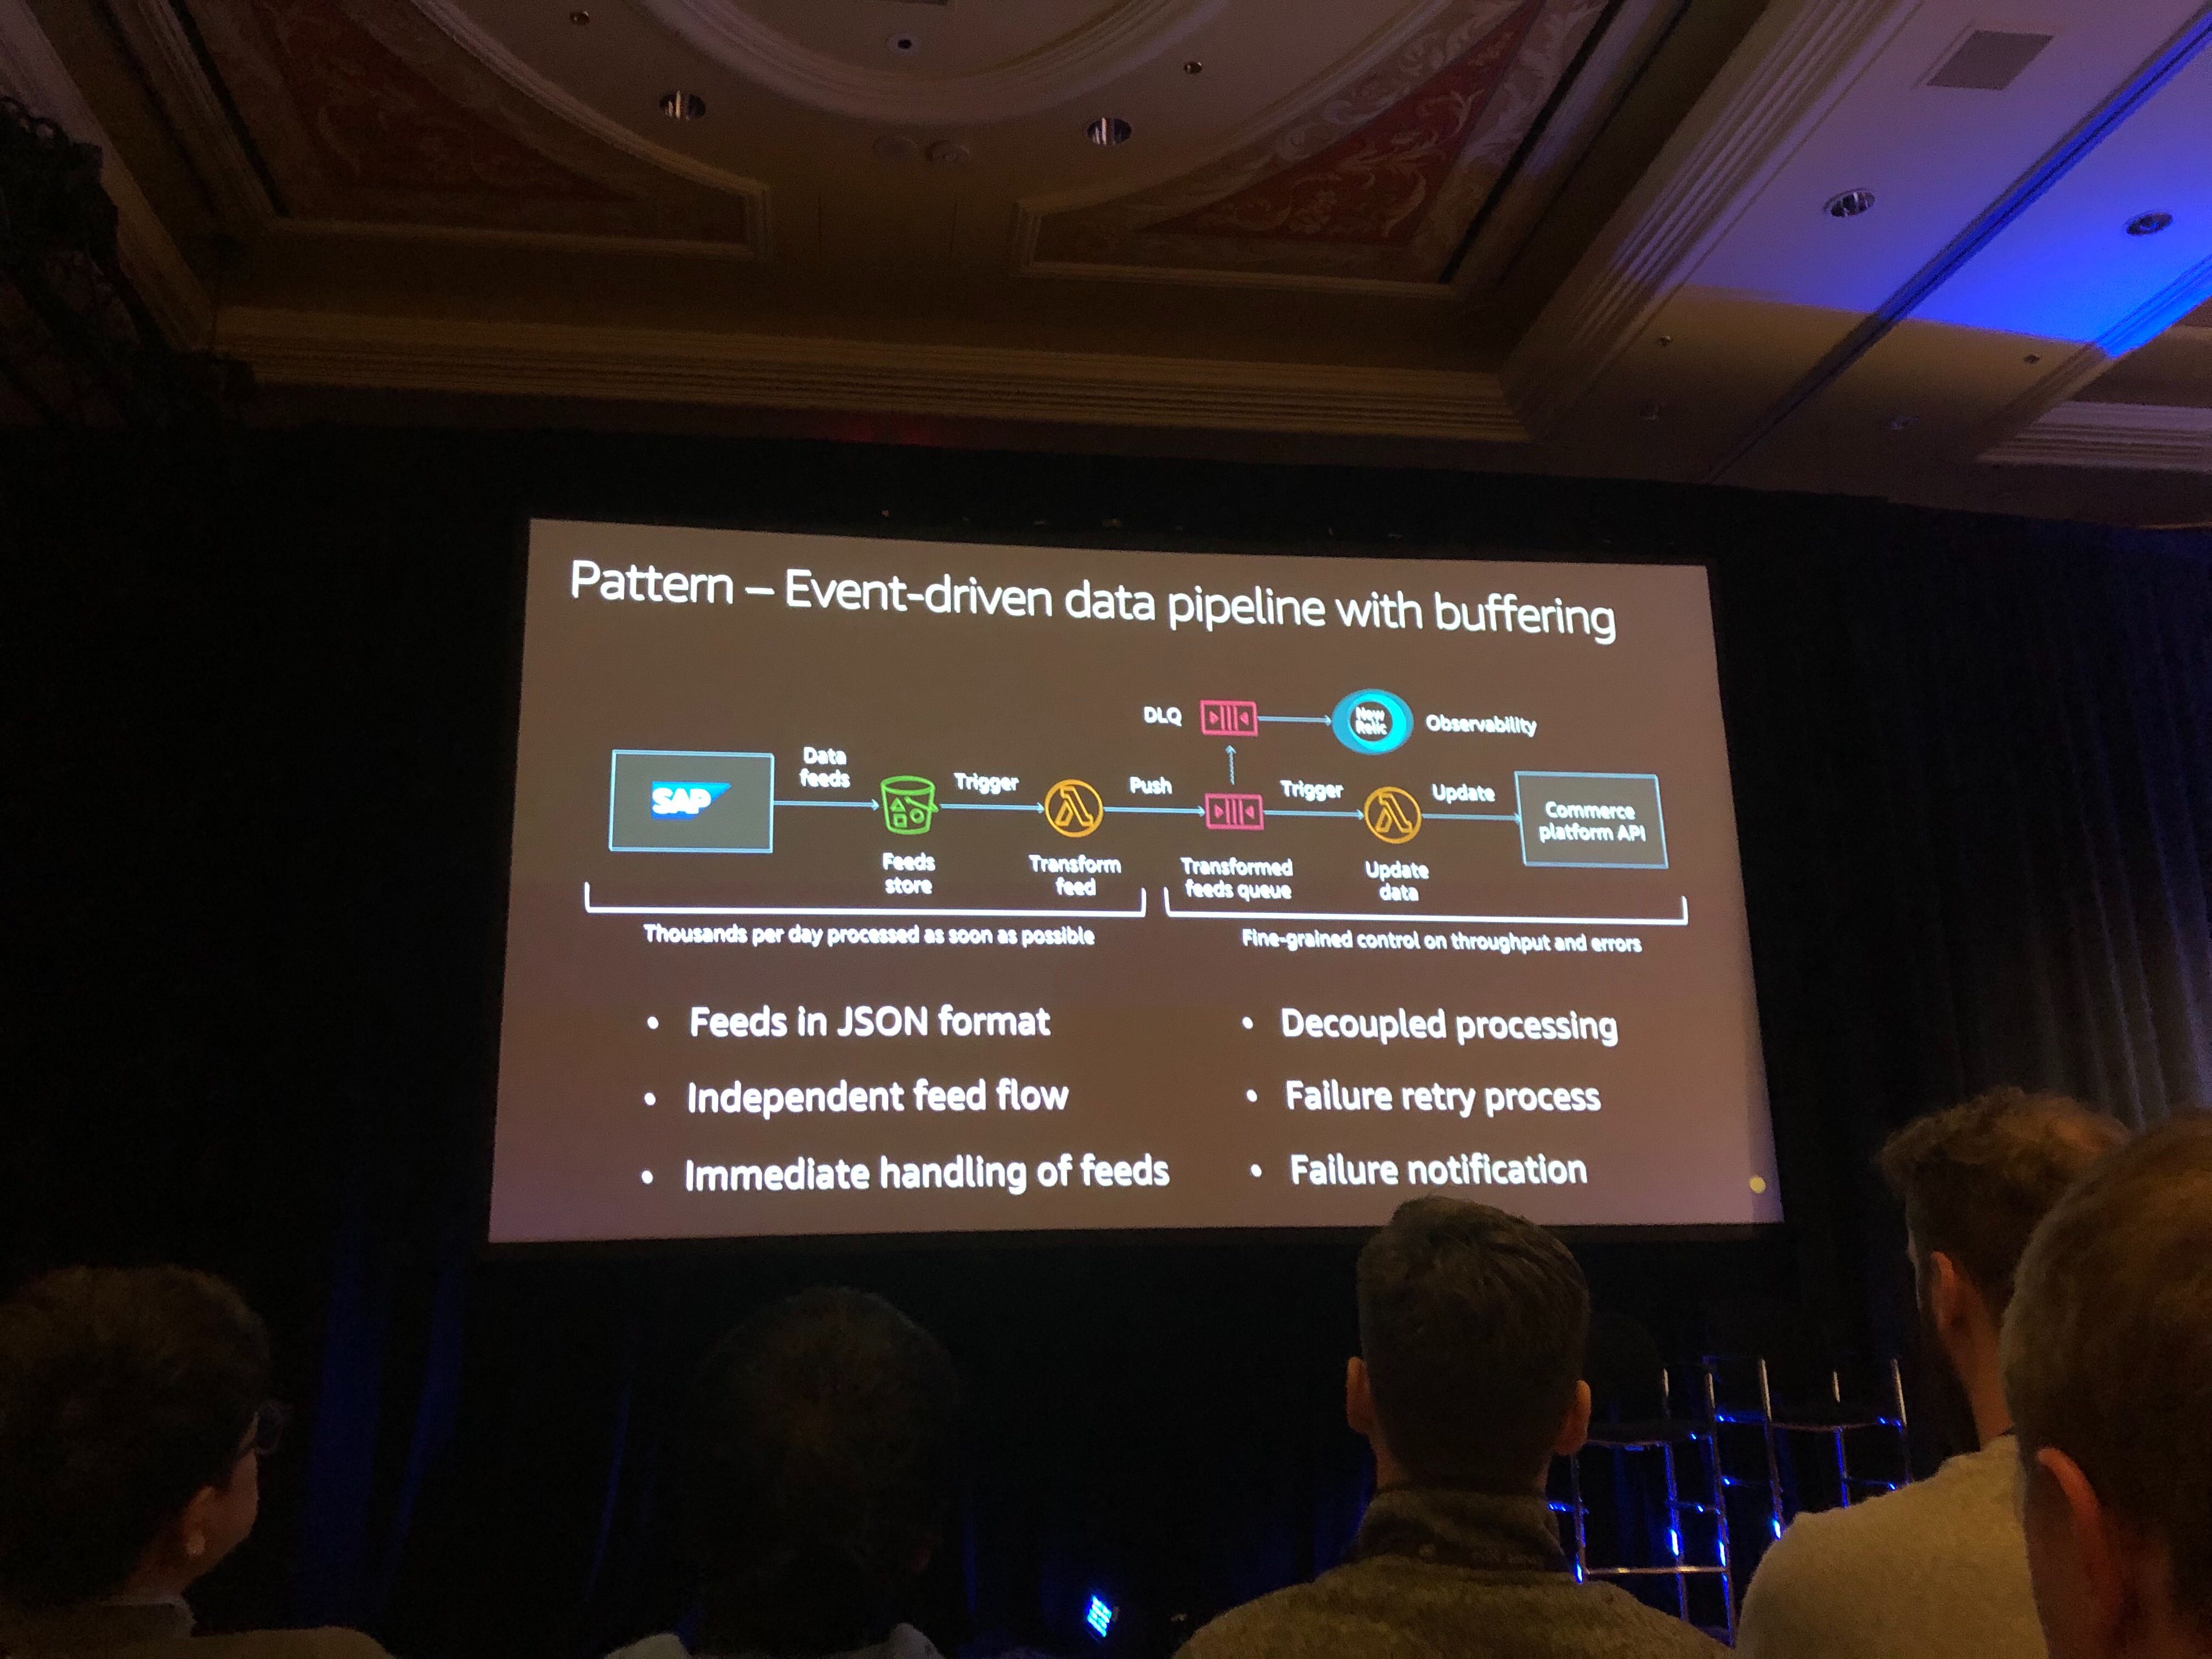 Pattern – Event-driven data pipeline with buffering
DLQ
New
Relic
Observability
SAP
Data
feeds
Trigger
Push
Trigger
Update
Commerce
platform API
Feeds
store
Transform
feed
Transformed
feeds queue
Update
data
Thousands per day processed as soon as possible
Fine-grained control on throughput and errors
• Feeds in JSON format
• Independent feed flow
• Immediate handling of feeds
• Decoupled processing
• Failure retry process
• Failure notification